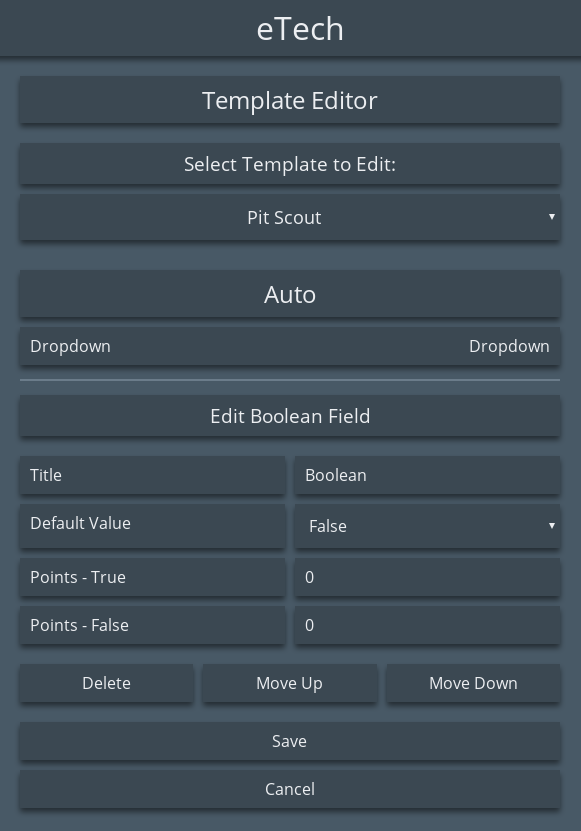 eTech
Template Editor
Select Template to Edit:
Pit Scout
Auto
Dropdown Dropdown
Edit Boolean Field
Title Boolean
Default Value False
Points - True 0
Points - False 0
Delete Move Up Move Down
Save
Cancel